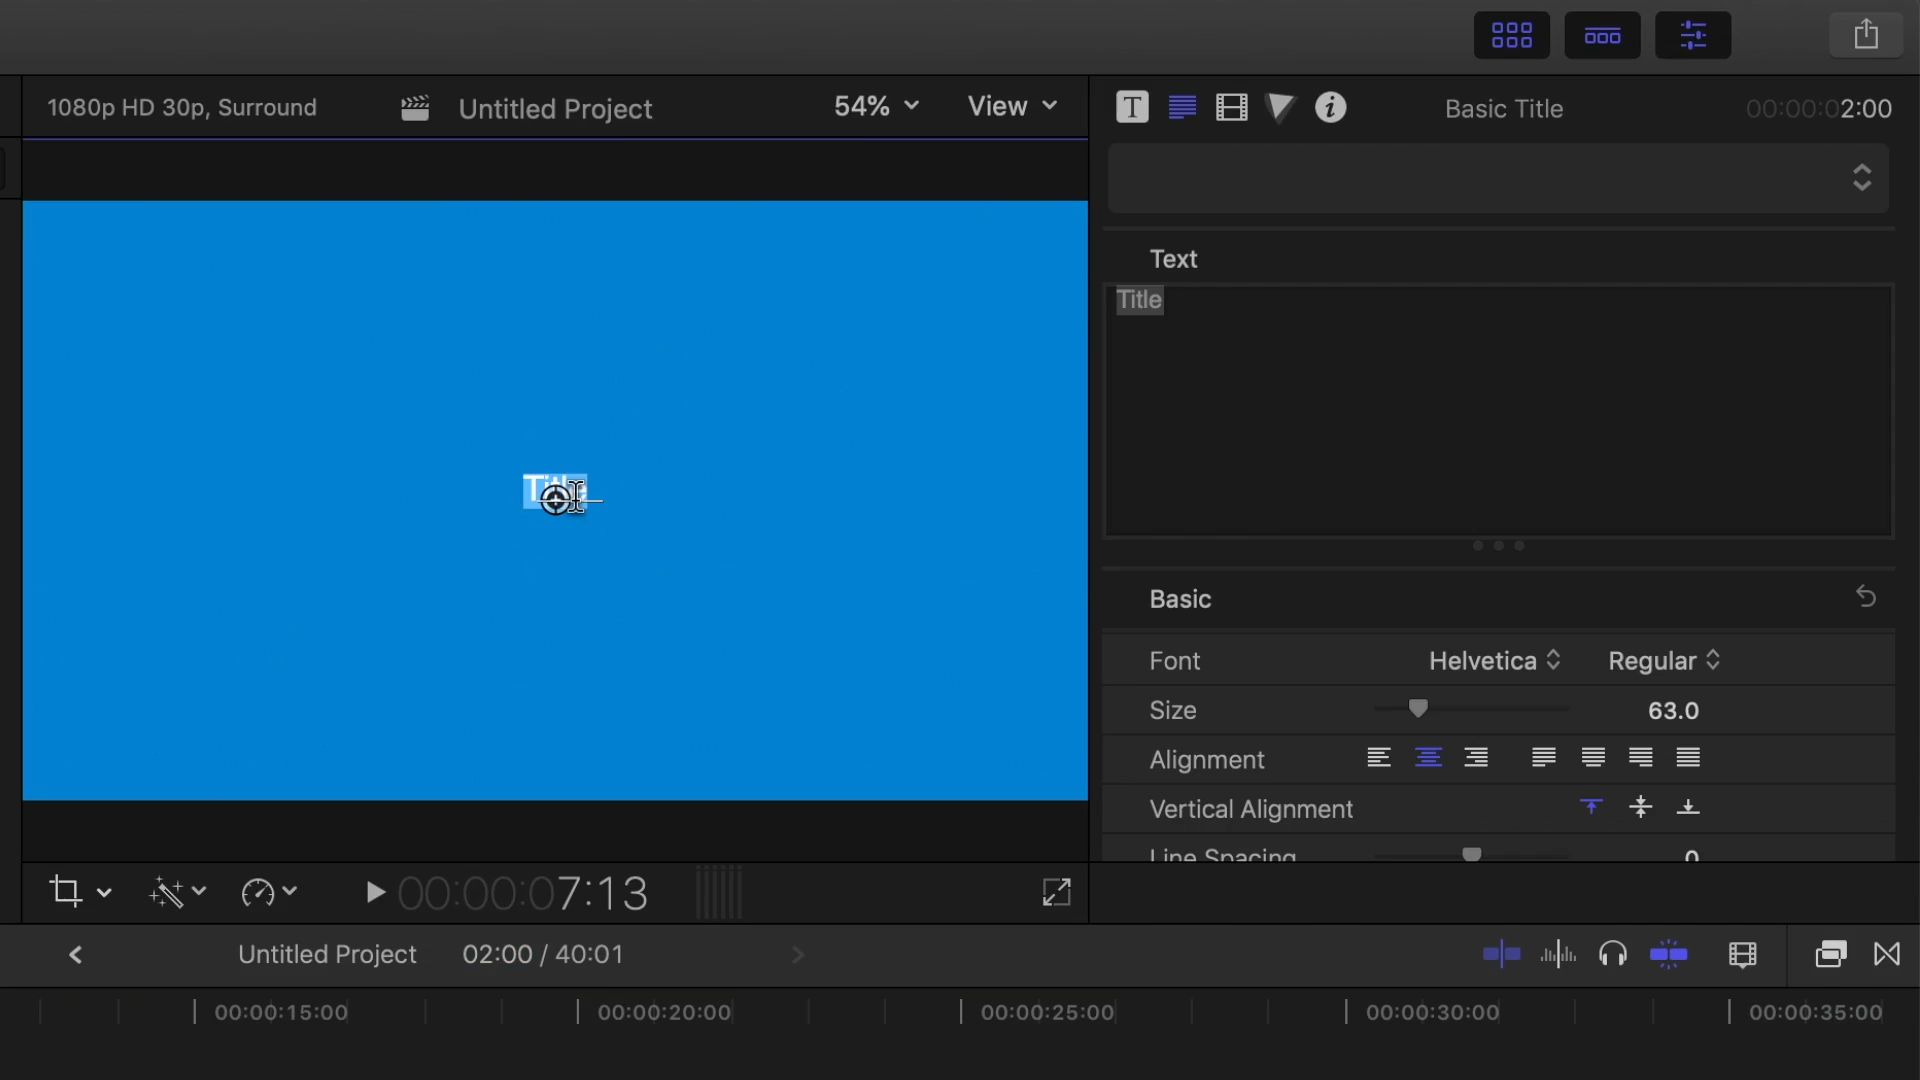 1080p HD 30p, Surround
Untitled Project
54%
View
T
i
Basic Title
00:00:02:00
Text
Title
Title
Basic
Font
Helvetica
Regular
Size
63.0
Alignment
Vertical Alignment
Line Spacing
0
00:00:07:13
Untitled Project
02:00 / 40:01
00:00:15:00
00:00:20:00
00:00:25:00
00:00:30:00
00:00:35:00